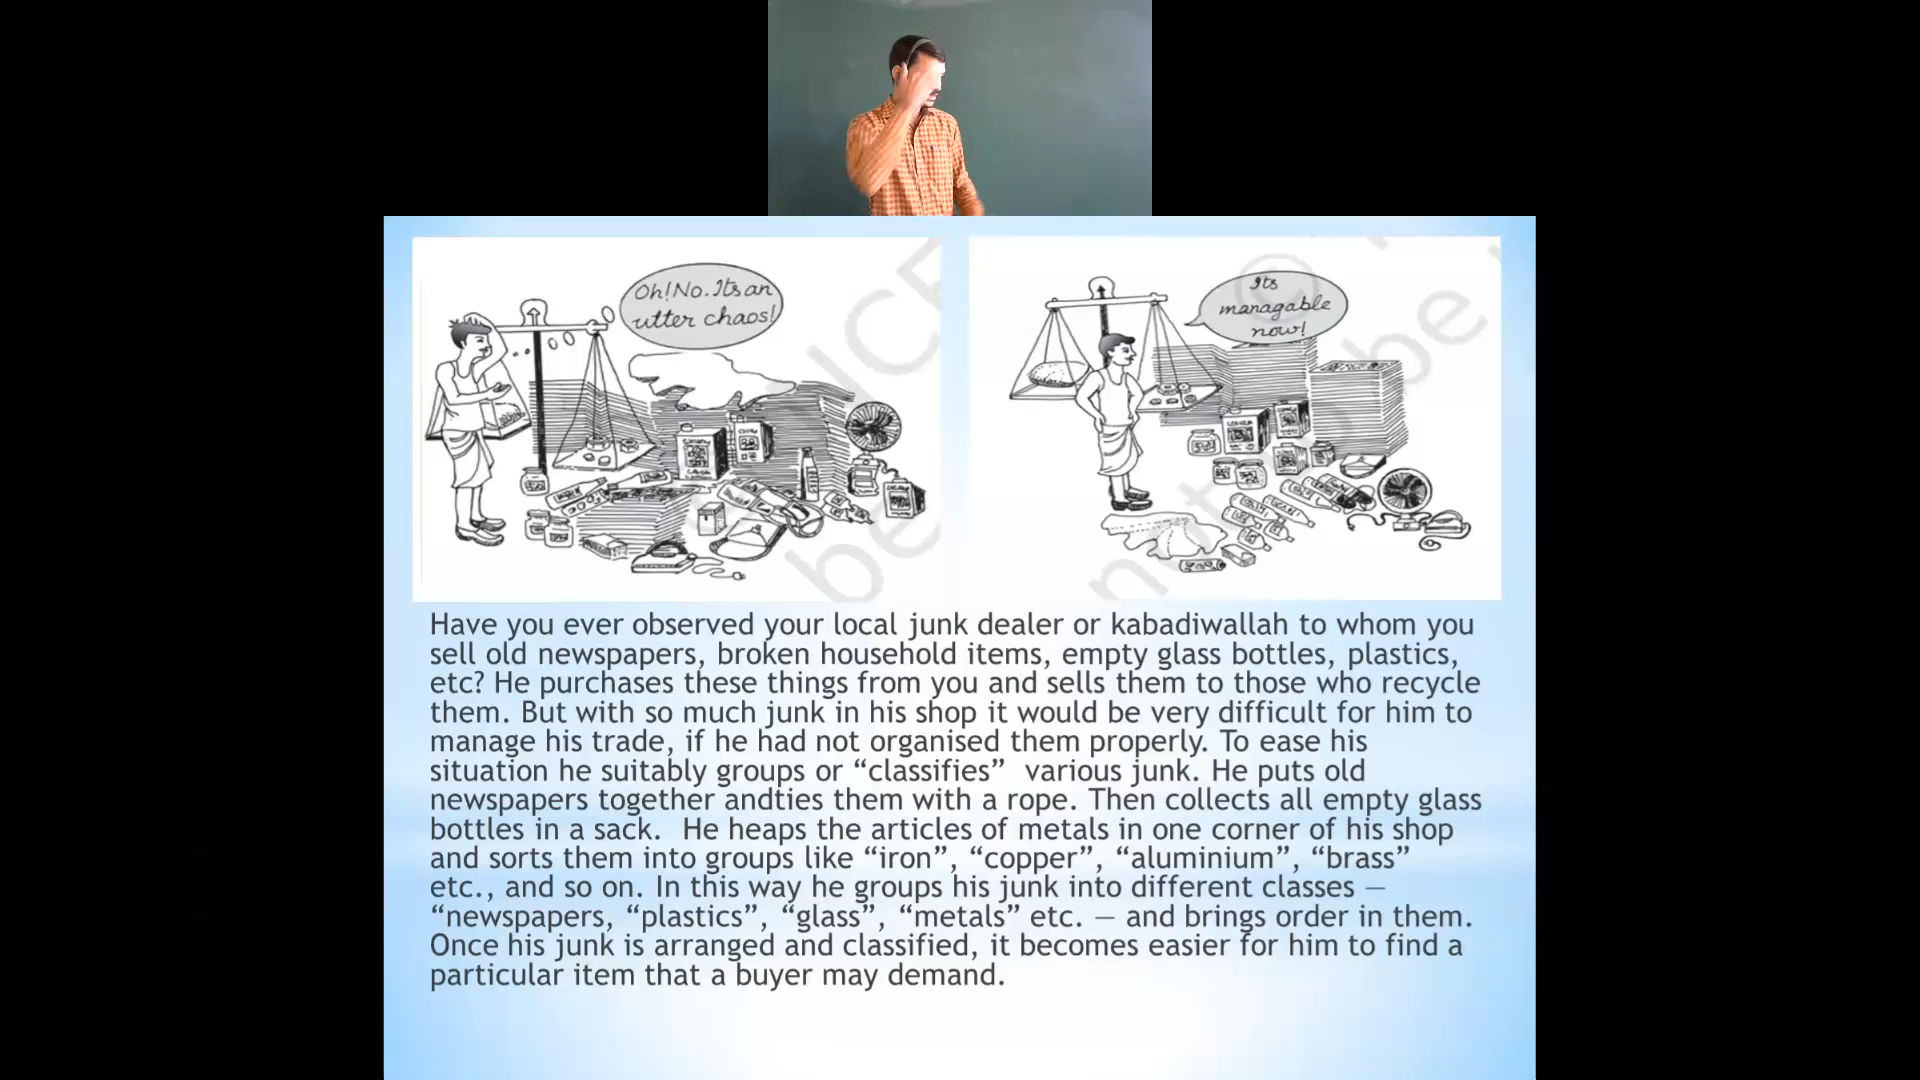 Oh! No. Its an
utter chaos!
Its
managable
now!
Have you ever observed your local junk dealer or kabadiwallah to whom you
sell old newspapers, broken household items, empty glass bottles, plastics,
etc? He purchases these things from you and sells them to those who recycle
them. But with so much junk in his shop it would be very difficult for him to
manage his trade, if he had not organised them properly. To ease his
situation he suitably groups or “classifies”  various junk. He puts old
newspapers together andties them with a rope. Then collects all empty glass
bottles in a sack.  He heaps the articles of metals in one corner of his shop
and sorts them into groups like “iron”, “copper”, “aluminium”, “brass”
etc., and so on. In this way he groups his junk into different classes —
“newspapers, “plastics”, “glass”, “metals” etc. — and brings order in them.
Once his junk is arranged and classified, it becomes easier for him to find a
particular item that a buyer may demand.